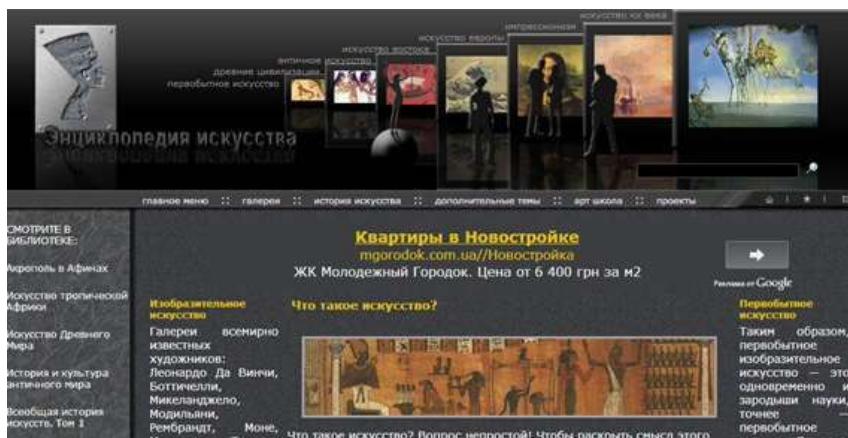 искусство XX века
импрессионизм
искусство европы
искусство востока
античное искусство
древние цивилизации
первобытное искусство
Энциклопедия искусства
главное меню :: галереи :: история искусства :: дополнительные темы :: арт школа :: проекты
СМОТРИТЕ В
БИБЛИОТЕКЕ:
Акрополь в Афинах
Искусство тропической
Африки
Искусство Древнего
Мира
История и культура
античного мира
Всеобщая история
искусств. Том 1
Квартиры в Новостройке
mgorodok.com.ua//Новостройка
ЖК Молодежный Городок. Цена от 6 400 грн за м2
Реклама от Google
Изобразительное
искусство
Галереи всемирно
известных
художников:
Леонардо Да Винчи,
Боттичелли,
Микеланджело,
Модильяни,
Рембрандт, Моне,
Что такое искусство?
Что такое искусство? Вопрос непростой! Чтобы раскрыть смысл этого
Первобытное
искусство
Таким образом,
первобытное
изобразительное
искусство — это
одновременно и
зародыши науки,
точнее —
первобытное